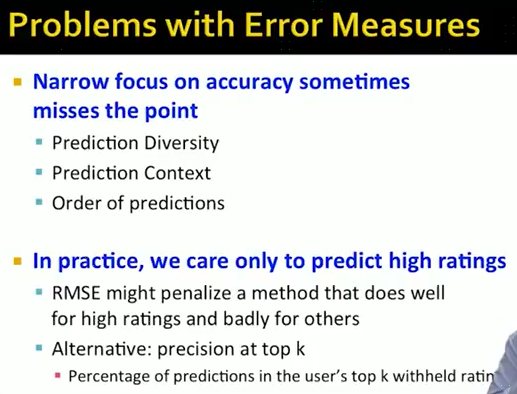 Problems with Error Measures
Narrow focus on accuracy sometimes
misses the point
Prediction Diversity
Prediction Context
Order of predictions
In practice, we care only to predict high ratings
RMSE might penalize a method that does well
for high ratings and badly for others
Alternative: precision at top k
Percentage of predictions in the user's top k withheld